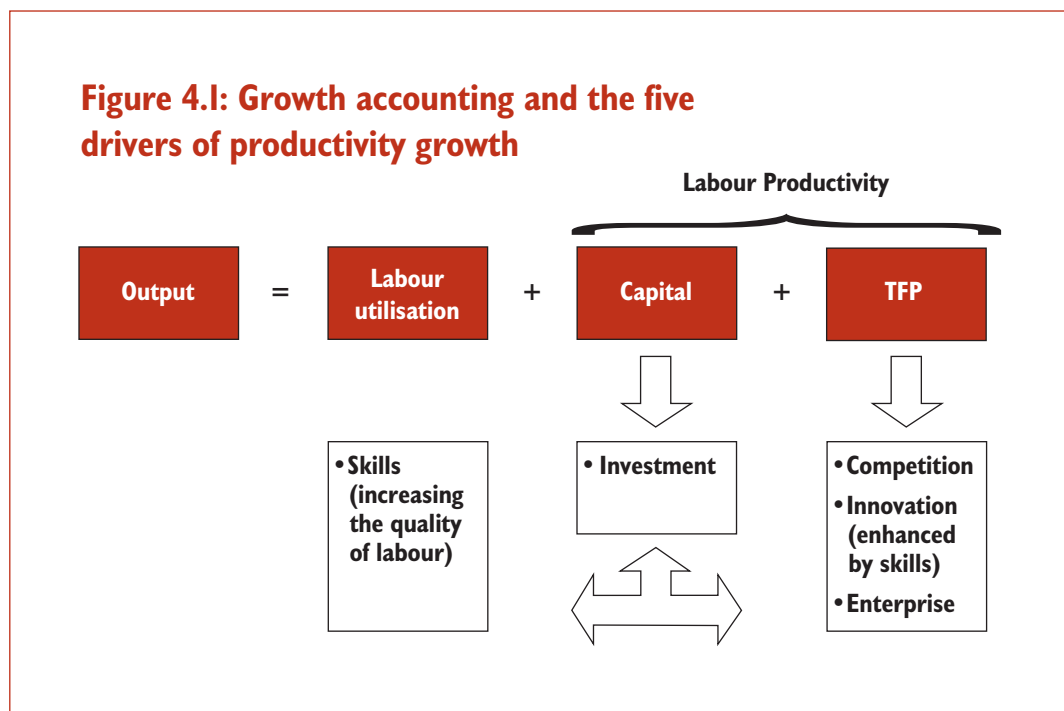 Figure 4.1: Growth accounting and the five
drivers of productivity growth
Labour Productivity
Output
=
Labour
utilisation
+
Capital
+
TFP
• Skills
(increasing
the quality
of labour)
• Investment
• Competition
• Innovation
(enhanced
by skills)
• Enterprise